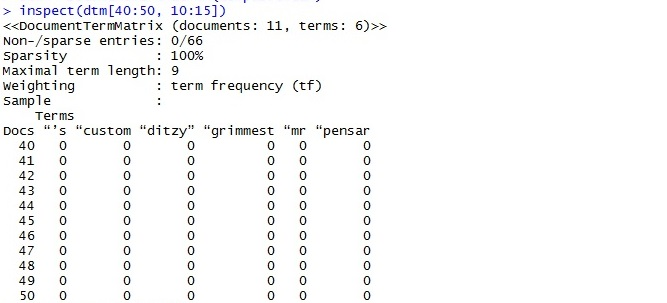 > inspect(dtm[40:50, 10:15])
<<DocumentTermMatrix (documents: 11, terms: 6)>>
Non-/sparse entries: 0/66
Sparsity           : 100%
Maximal term length: 9
Weighting          : term frequency (tf)
Sample             :
    Terms
Docs “’s “custom “ditzy” “grimmest “mr “pensar
  40   0       0       0         0   0       0
  41   0       0       0         0   0       0
  42   0       0       0         0   0       0
  43   0       0       0         0   0       0
  44   0       0       0         0   0       0
  45   0       0       0         0   0       0
  46   0       0       0         0   0       0
  47   0       0       0         0   0       0
  48   0       0       0         0   0       0
  49   0       0       0         0   0       0
  50   0       0       0         0   0       0